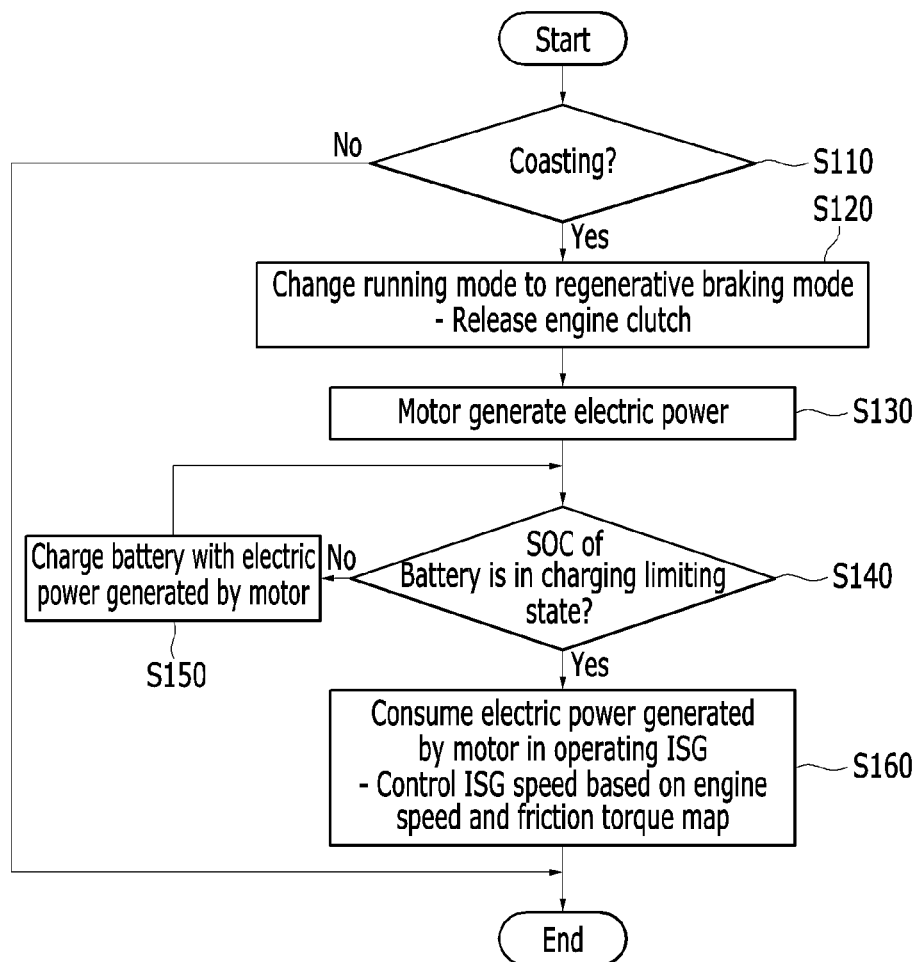 Start
No
Coasting?
S110
S120
Yes
Change running mode to regenerative braking mode
- Release engine clutch
Motor generate electric power
S130
Charge battery with electric
power generated by motor
No
SOC of
Battery is in charging limiting
state?
S140
S150
Yes
Consume electric power generated
by motor in operating ISG
- Control ISG speed based on engine
speed and friction torque map
S160
End